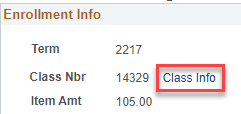 Enrollment Info
Term 2217
Class Nbr 14329 Class Info
Item Amt 105.00